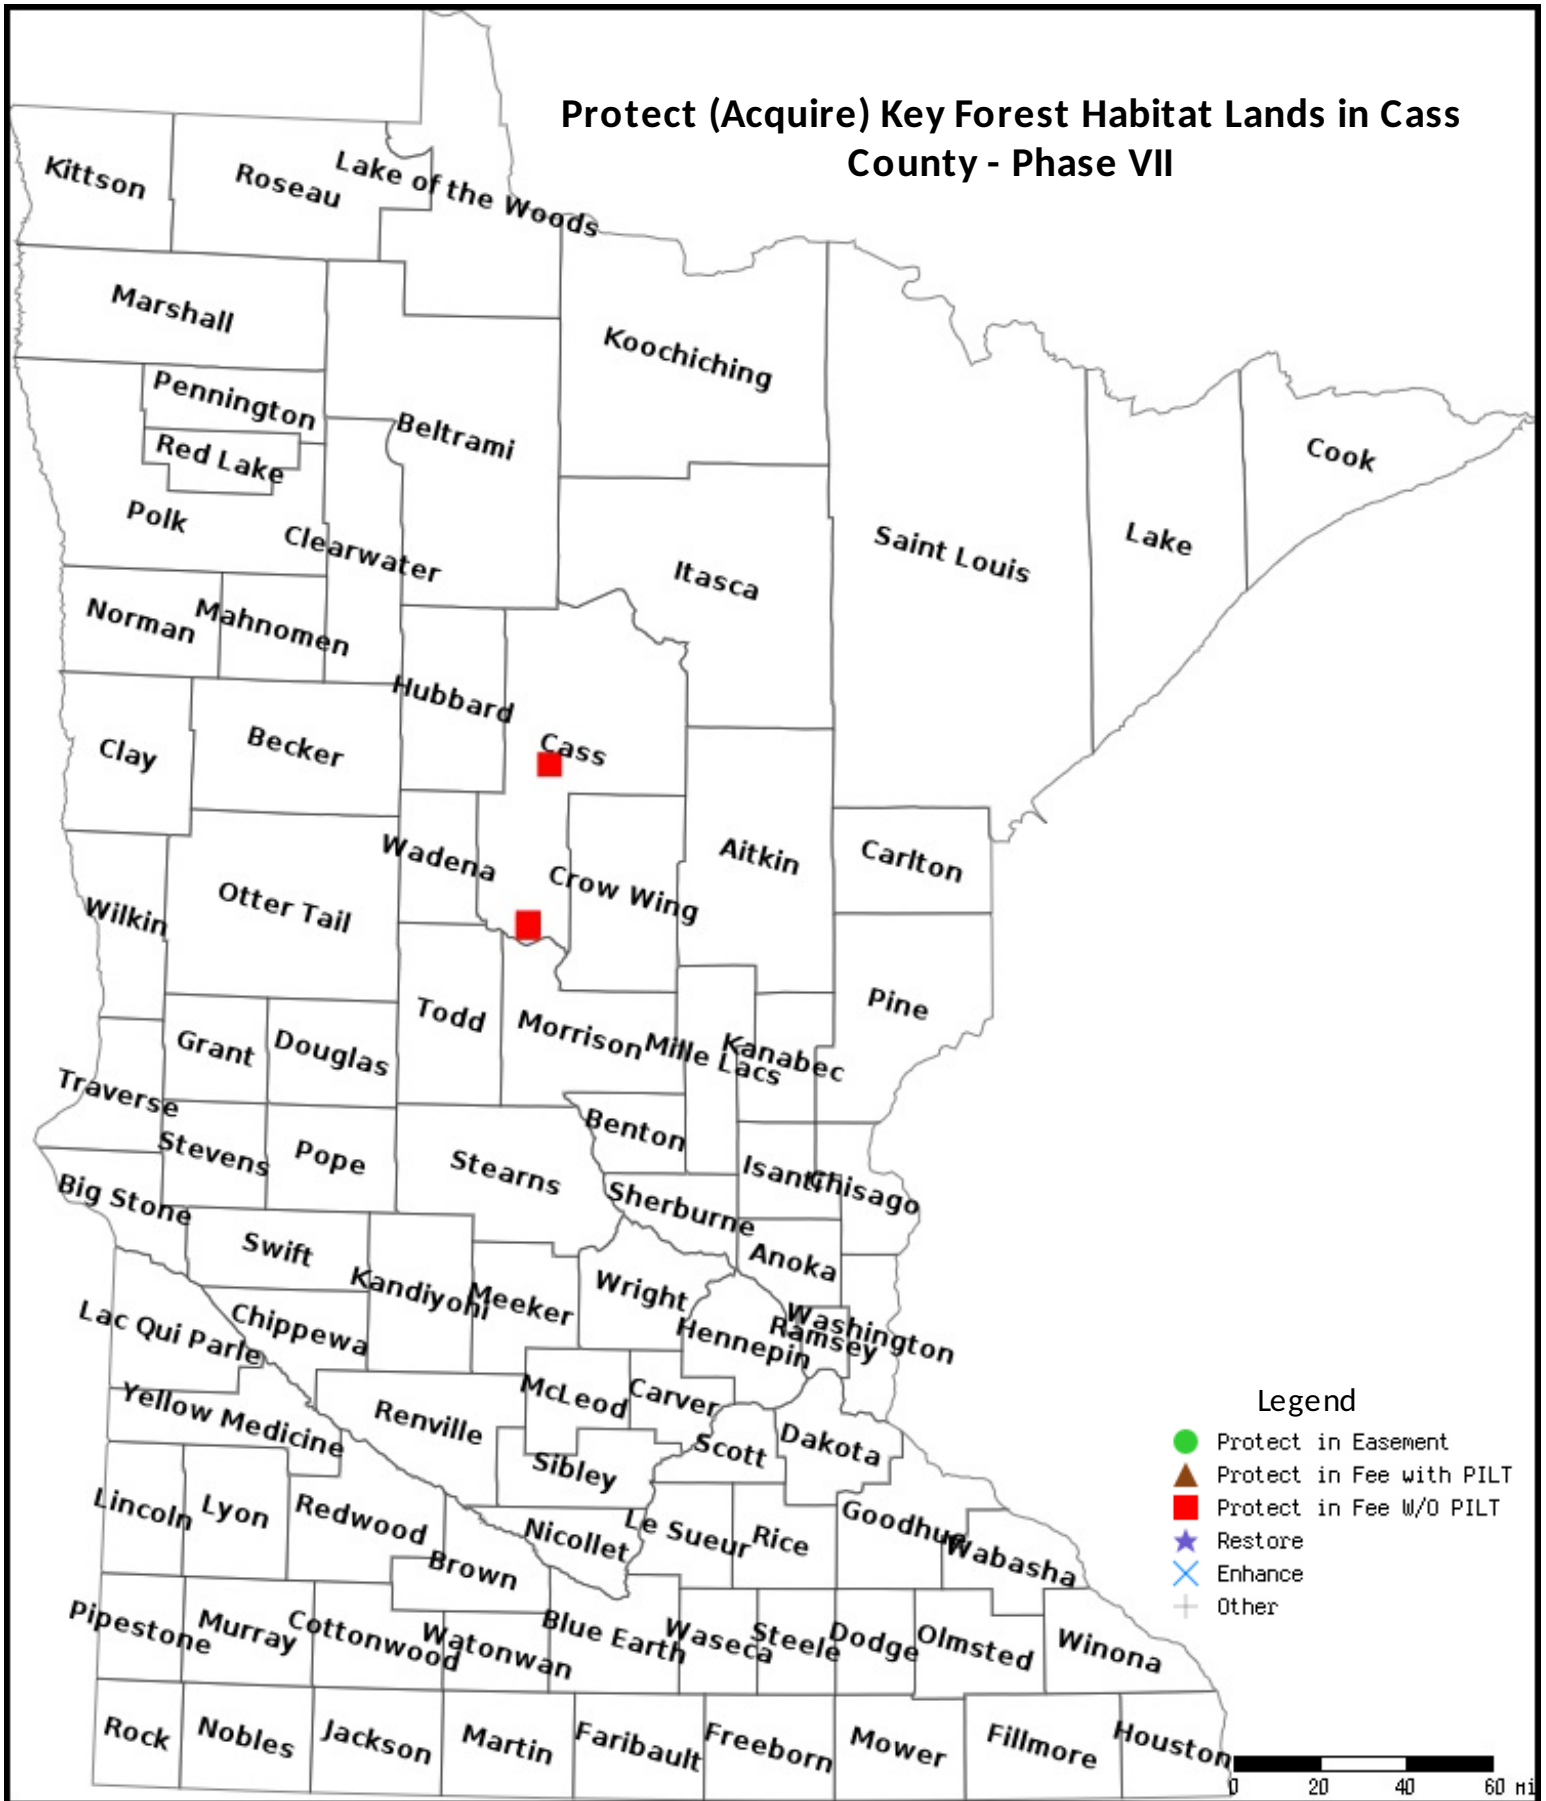 Protect (Acquire) Key Forest Habitat Lands in Cass
County - Phase VII
Kittson
Roseau
Lake of the Woods
Marshall
Koochiching
Pennington
Beltrami
Red Lake
Cook
Polk
Clearwater
Saint Louis
Lake
Itasca
Norman
Mahnomen
Hubbard
Clay
Becker
Cass
Wadena
Aitkin
Carlton
Crow Wing
Otter Tail
Wilkin
Pine
Todd
Morrison
Mille Lacs
Kanabec
Grant
Douglas
Traverse
Benton
Stevens
Pope
Stearns
Isanti
Chisago
Big Stone
Sherburne
Swift
Anoka
Kandiyohi
Meeker
Wright
Washington
Ramsey
Hennepin
Lac Qui Parle
Chippewa
McLeod
Carver
Yellow Medicine
Renville
Scott
Dakota
Sibley
Legend
Protect in Easement
Protect in Fee with PILT
Protect in Fee W/O PILT
Restore
Enhance
Other
Lincoln
Lyon
Redwood
Nicollet
Le Sueur
Rice
Goodhue
Wabasha
Brown
Pipestone
Murray
Cottonwood
Watonwan
Blue Earth
Waseca
Steele
Dodge
Olmsted
Winona
Rock
Nobles
Jackson
Martin
Faribault
Freeborn
Mower
Fillmore
Houston
0 20 40 60 mi